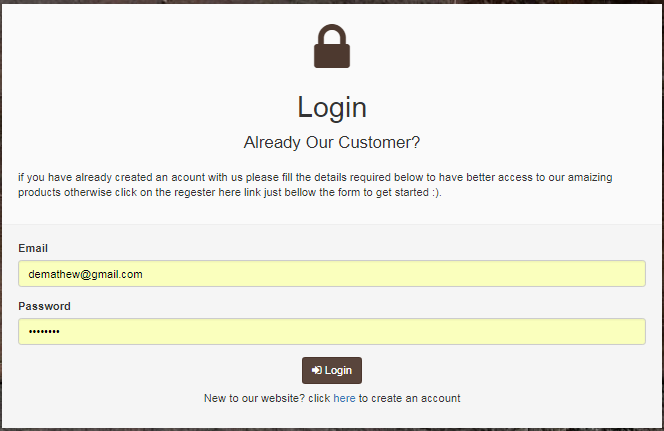 Login
Already Our Customer?
if you have already created an acount with us please fill the details required below to have better access to our amaizing
products otherwise click on the regester here link just bellow the form to get started :).
Email
demathew@gmail.com
Password
••••••••
Login
New to our website? click here to create an account